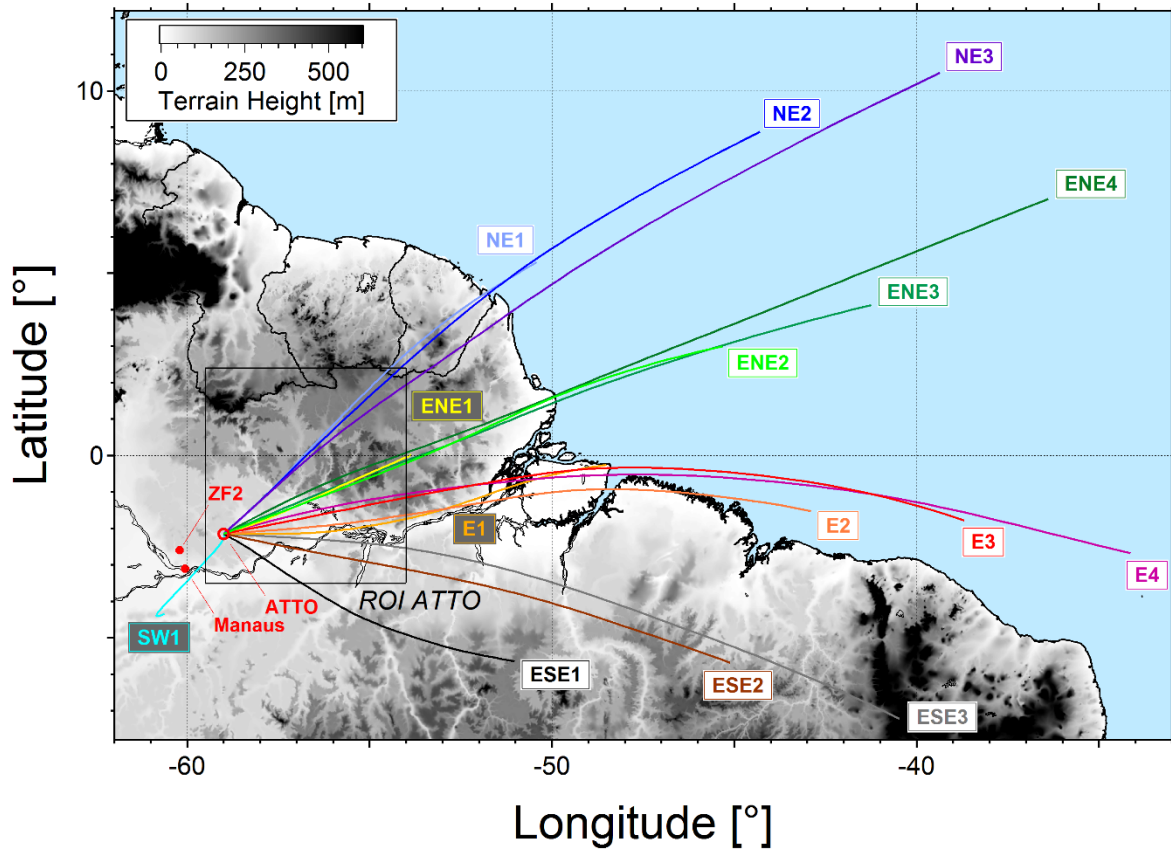 0 250 500
Terrain Height [m]
NE3
NE2
ENE4
NE1
ENE3
ENE2
ENE1
ZF2
E1
E2
E3
E4
ROI ATTO
ATTO
Manaus
SW1
ESE1
ESE2
ESE3
10
0
Latitude [°]
-60 -50 -40
Longitude [°]